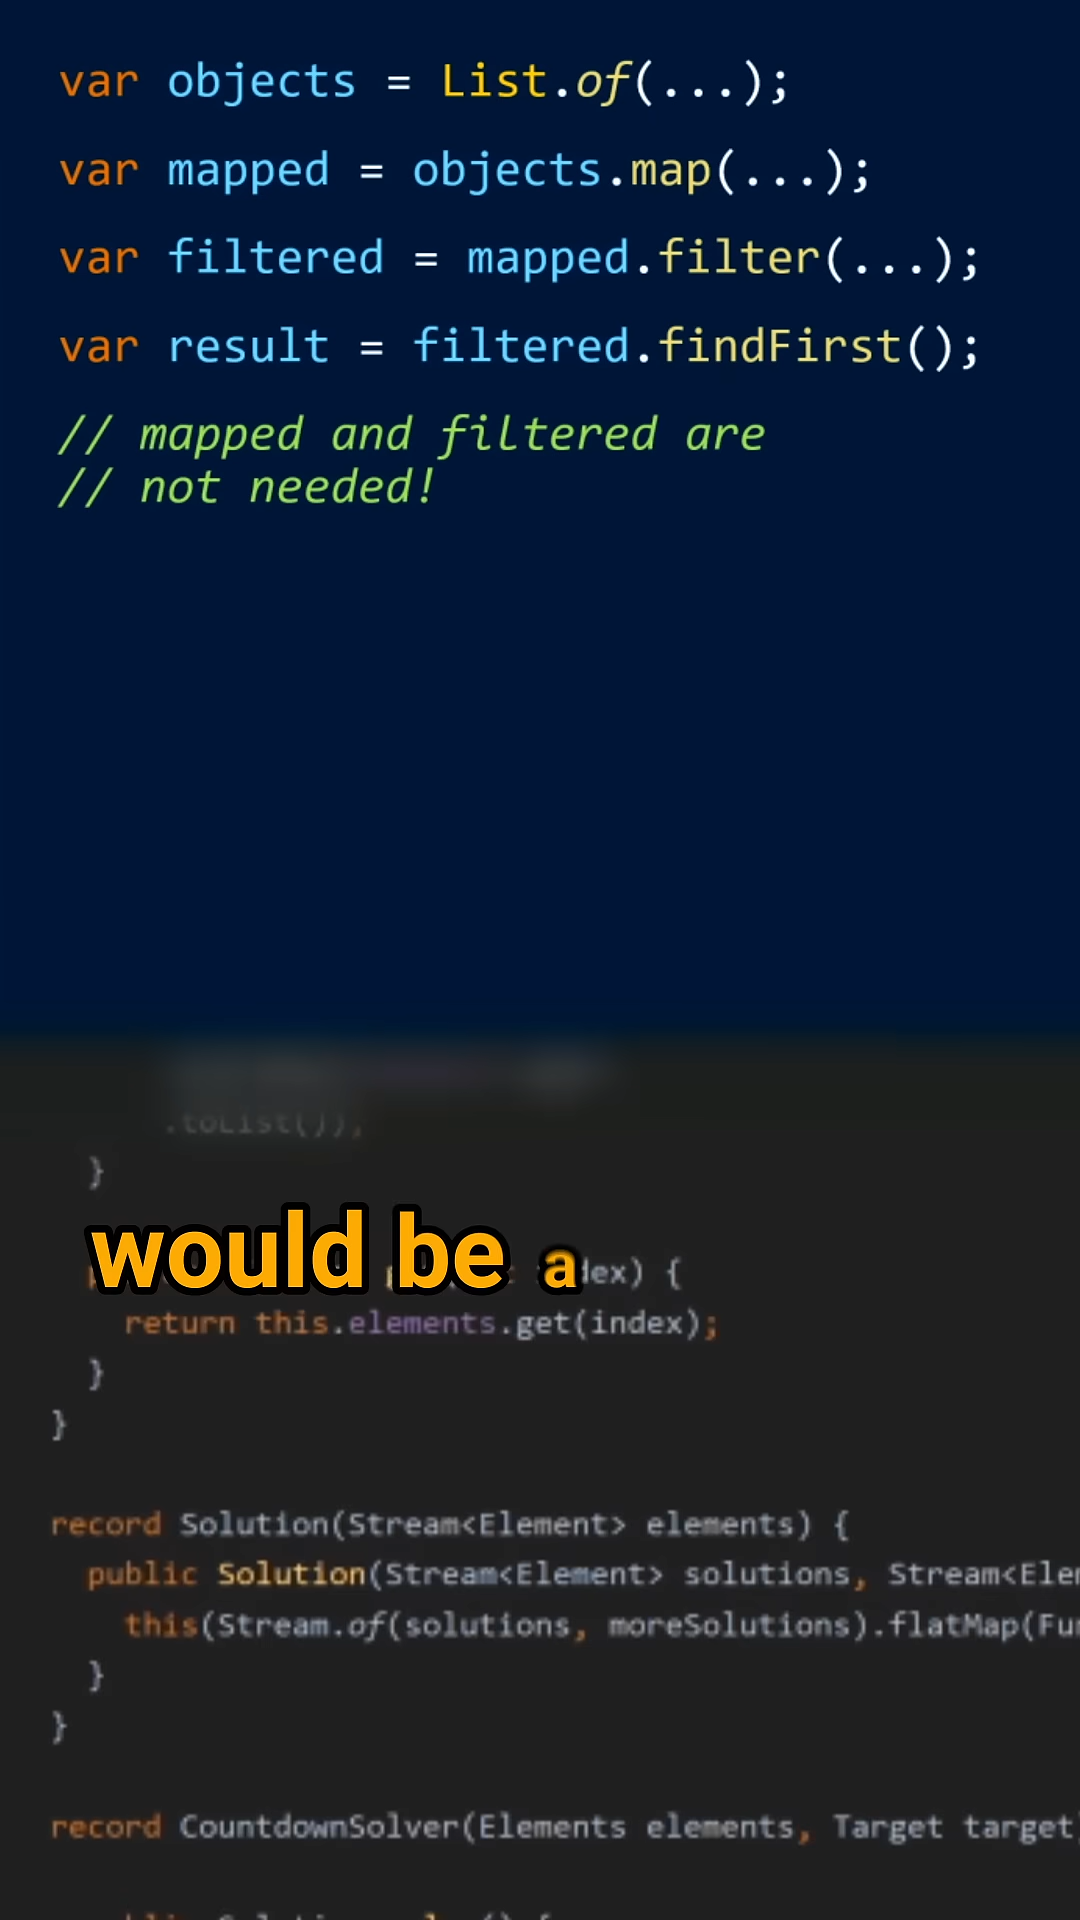 var objects = List.of(...);
var mapped = objects.map(...);
var filtered = mapped.filter(...);
var result = filtered.findFirst();
// mapped and filtered are
// not needed!
.toList());
}
would be a
dex) {
return this.elements.get(index);
}
}
record Solution(Stream<Element> elements) {
public Solution(Stream<Element> solutions, Stream<Ele
this(Stream.of(solutions, moreSolutions).flatMap(Fu
}
}
record CountdownSolver(Elements elements, Target target